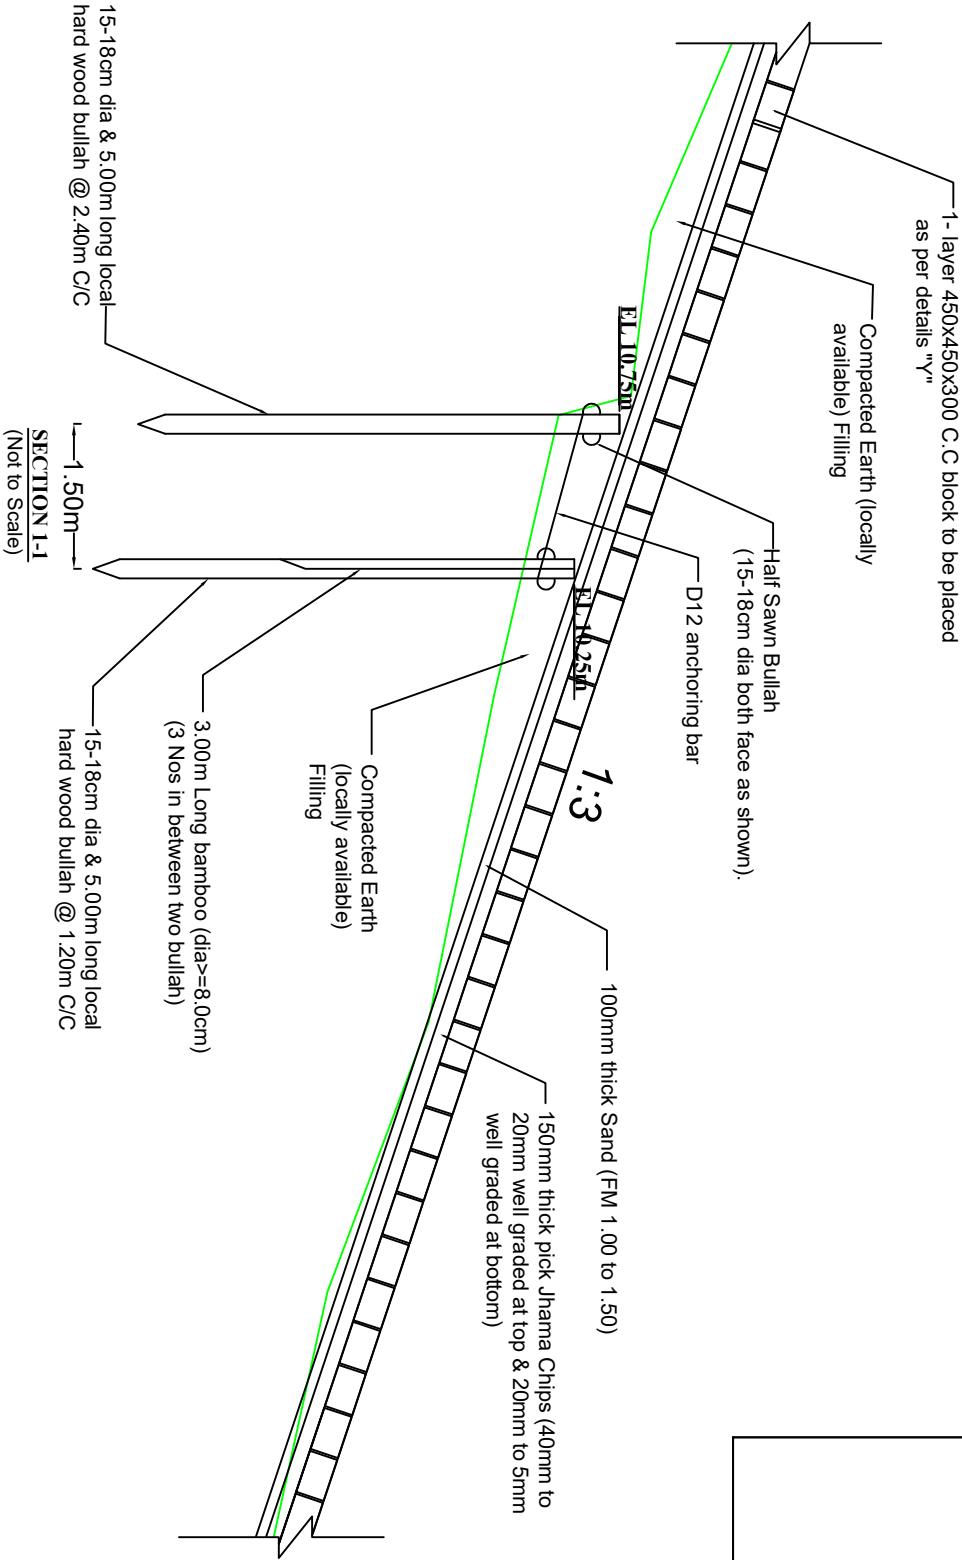 1- layer 450x450x300 C.C block to be placed
as per details "Y"
Compacted Earth (locally
available) Filling
Half Sawn Bullah
(15-18cm dia both face as shown).
D12 anchoring bar
EL 10.75m
EL 10.25m
1:3
100mm thick Sand (FM 1.00 to 1.50)
150mm thick pick Jhama Chips (40mm to
20mm well graded at top & 20mm to 5mm
well graded at bottom)
Compacted Earth
(locally available)
Filling
3.00m Long bamboo (dia>=8.0cm)
(3 Nos in between two bullah)
15-18cm dia & 5.00m long local
hard wood bullah @ 1.20m C/C
15-18cm dia & 5.00m long local
hard wood bullah @ 2.40m C/C
1.50m
SECTION 1-1
(Not to Scale)